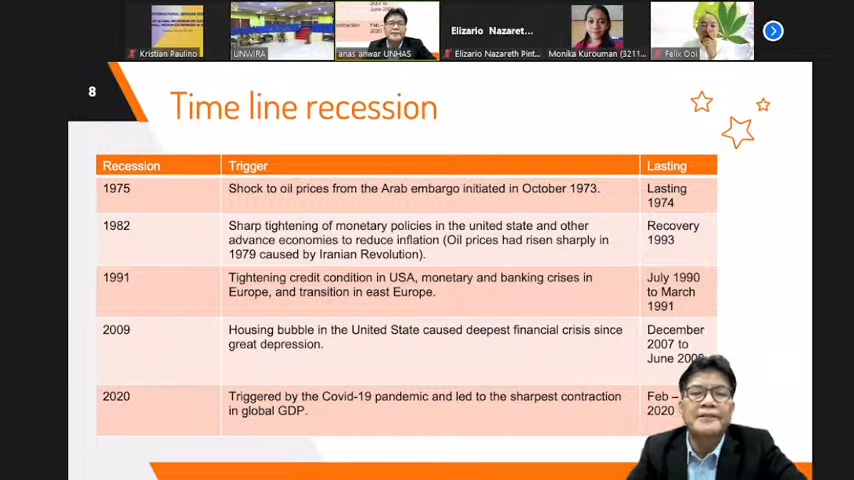 Kristian Paulino
UNWIRA
anas anwar UNHAS
Elizario Nazaret...
Elizario Nazareth Pint...
Monika Kurouman (3211...
Felix Ooi
8
Time line recession
Recession Trigger Lasting
1975 Shock to oil prices from the Arab embargo initiated in October 1973. Lasting
1974
1982 Sharp tightening of monetary policies in the united state and other Recovery
advance economies to reduce inflation (Oil prices had risen sharply in 1993
1979 caused by Iranian Revolution).
1991 Tightening credit condition in USA, monetary and banking crises in July 1990
Europe, and transition in east Europe. to March
1991
2009 Housing bubble in the United State caused deepest financial crisis since December
great depression. 2007 to
June
2020 Triggered by the Covid-19 pandemic and led to the sharpest contraction Feb –
in global GDP. 2020